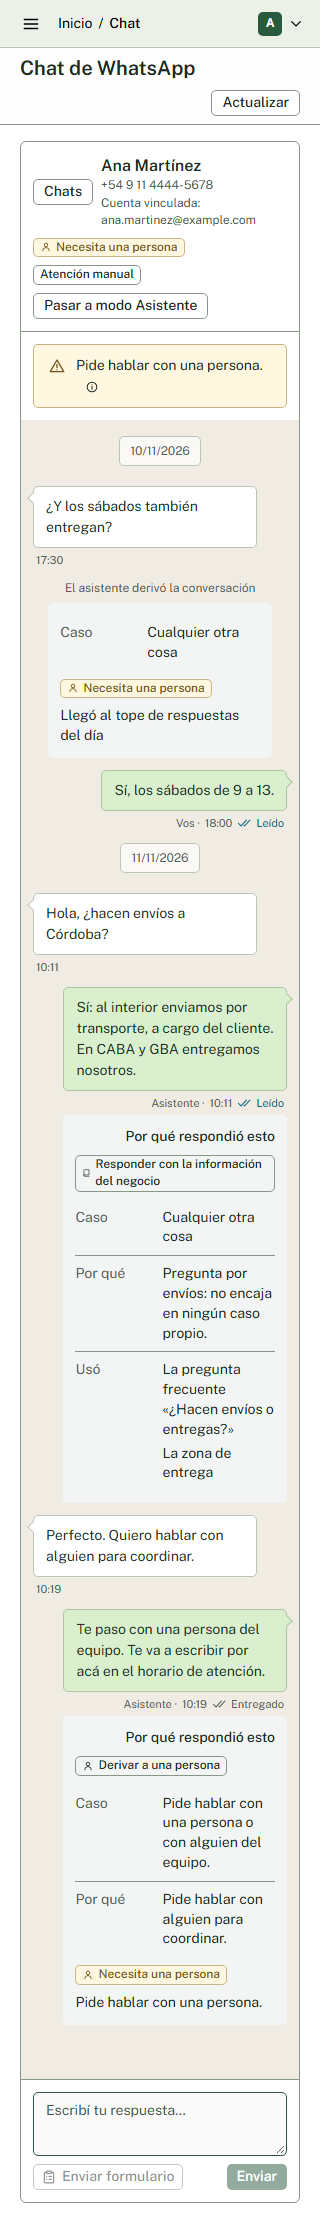 Inicio / Chat
A
Chat de WhatsApp
Actualizar
Chats
Ana Martínez
+54 9 11 4444-5678
Cuenta vinculada:
ana.martinez@example.com
Necesita una persona
Atención manual
Pasar a modo Asistente
Pide hablar con una persona.
10/11/2026
¿Y los sábados también
entregan?
17:30
El asistente derivó la conversación
Caso
Cualquier otra
cosa
Necesita una persona
Llegó al tope de respuestas
del día
Sí, los sábados de 9 a 13.
Vos · 18:00 Leído
11/11/2026
Hola, ¿hacen envíos a
Córdoba?
10:11
Sí: al interior enviamos por
transporte, a cargo del cliente.
En CABA y GBA entregamos
nosotros.
Asistente · 10:11 Leído
Por qué respondió esto
Responder con la información
del negocio
Caso
Cualquier otra
cosa
Por qué
Pregunta por
envíos: no encaja
en ningún caso
propio.
Usó
La pregunta
frecuente
«¿Hacen envíos o
entregas?»
La zona de
entrega
Perfecto. Quiero hablar con
alguien para coordinar.
10:19
Te paso con una persona del
equipo. Te va a escribir por
acá en el horario de atención.
Asistente · 10:19 Entregado
Por qué respondió esto
Derivar a una persona
Caso
Pide hablar con
una persona o
con alguien del
equipo.
Por qué
Pide hablar con
alguien para
coordinar.
Necesita una persona
Pide hablar con una persona.
Escribí tu respuesta...
Enviar formulario
Enviar